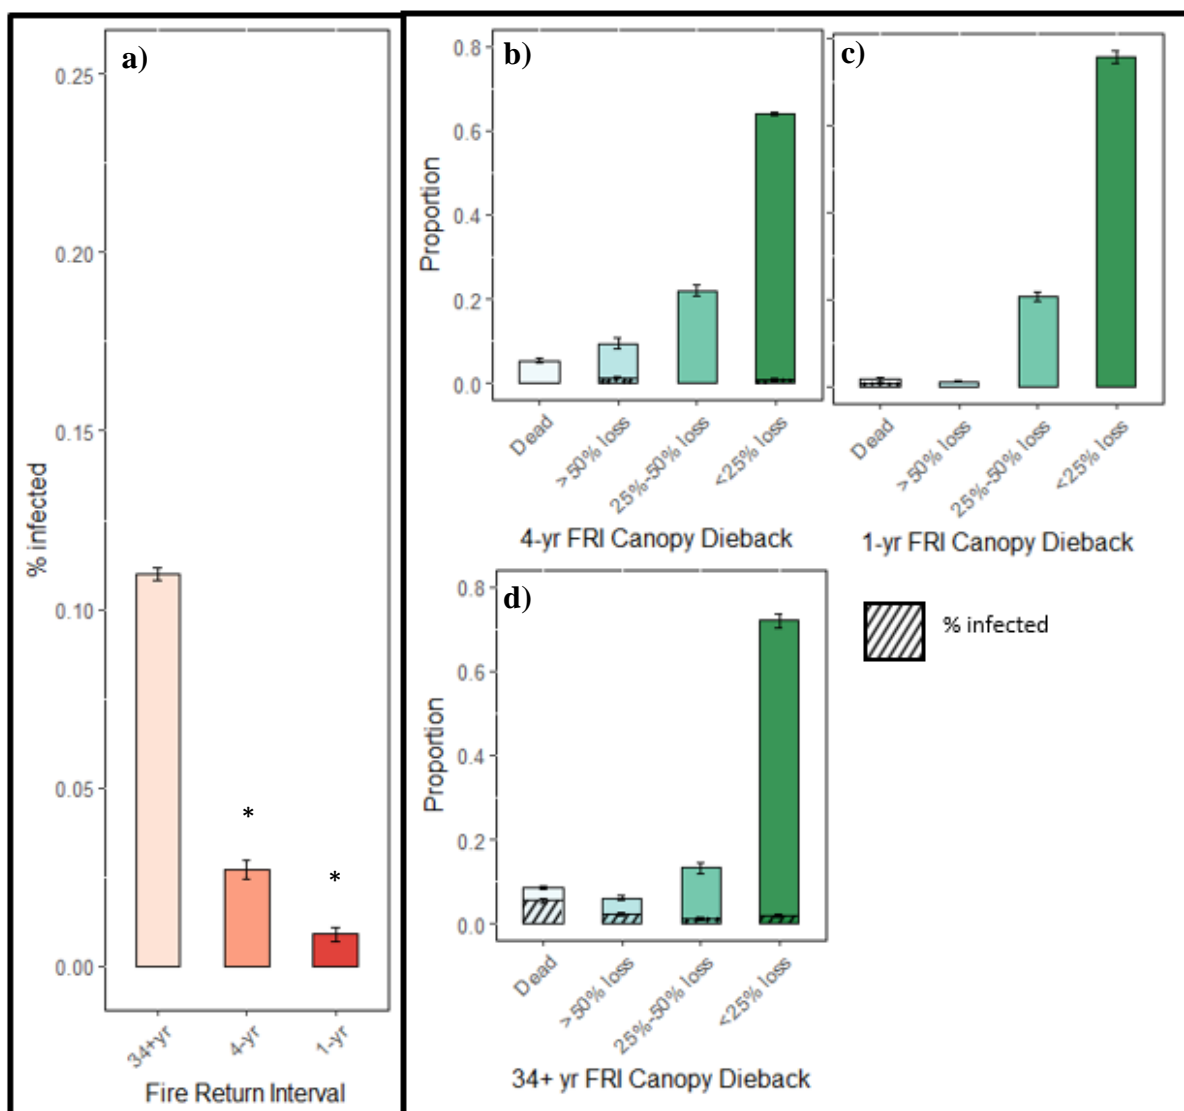 a)
0.25
0.20
0.15
0.10
0.05
0.00
% infected
*
*
34+yr
4-yr
1-yr
Fire Return Interval
b)
0.8
0.6
0.4
0.2
0.0
Proportion
Dead
>50% loss
25%-50% loss
<25% loss
4-yr FRI Canopy Dieback
c)
Dead
>50% loss
25%-50% loss
<25% loss
1-yr FRI Canopy Dieback
d)
0.8
0.6
0.4
0.2
0.0
Proportion
Dead
>50% loss
25%-50% loss
<25% loss
34+ yr FRI Canopy Dieback
% infected